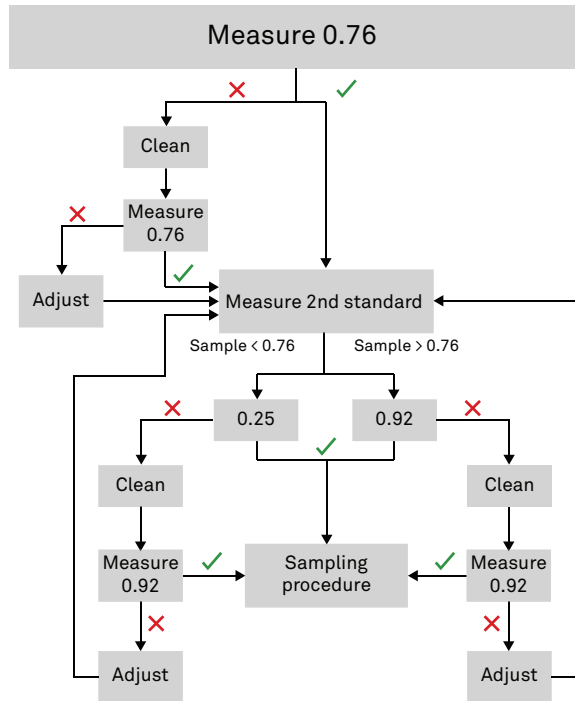 Measure 0.76
Clean
Measure
0.76
Adjust
Measure 2nd standard
Sample < 0.76
Sample > 0.76
0.25
0.92
Clean
Clean
Measure
0.92
Sampling
procedure
Measure
0.92
Adjust
Adjust